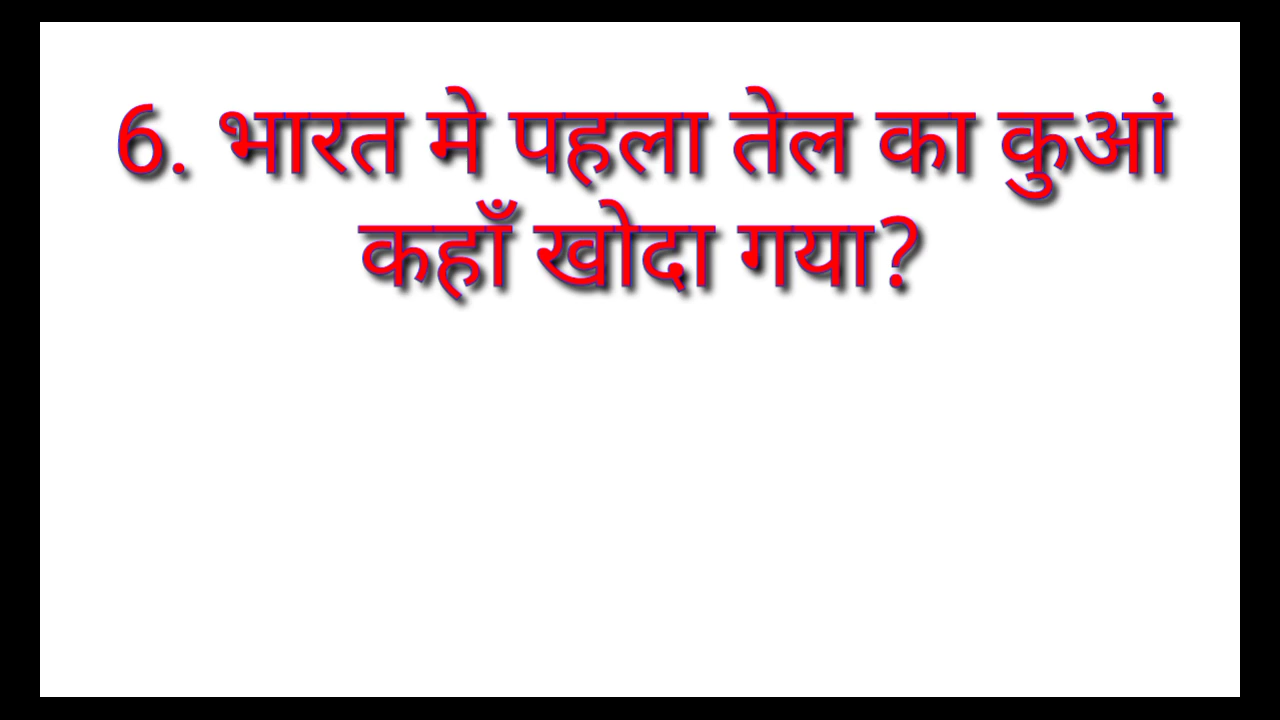 6. भारत मे पहला तेल का कुआं
कहाँ खोदा गया?